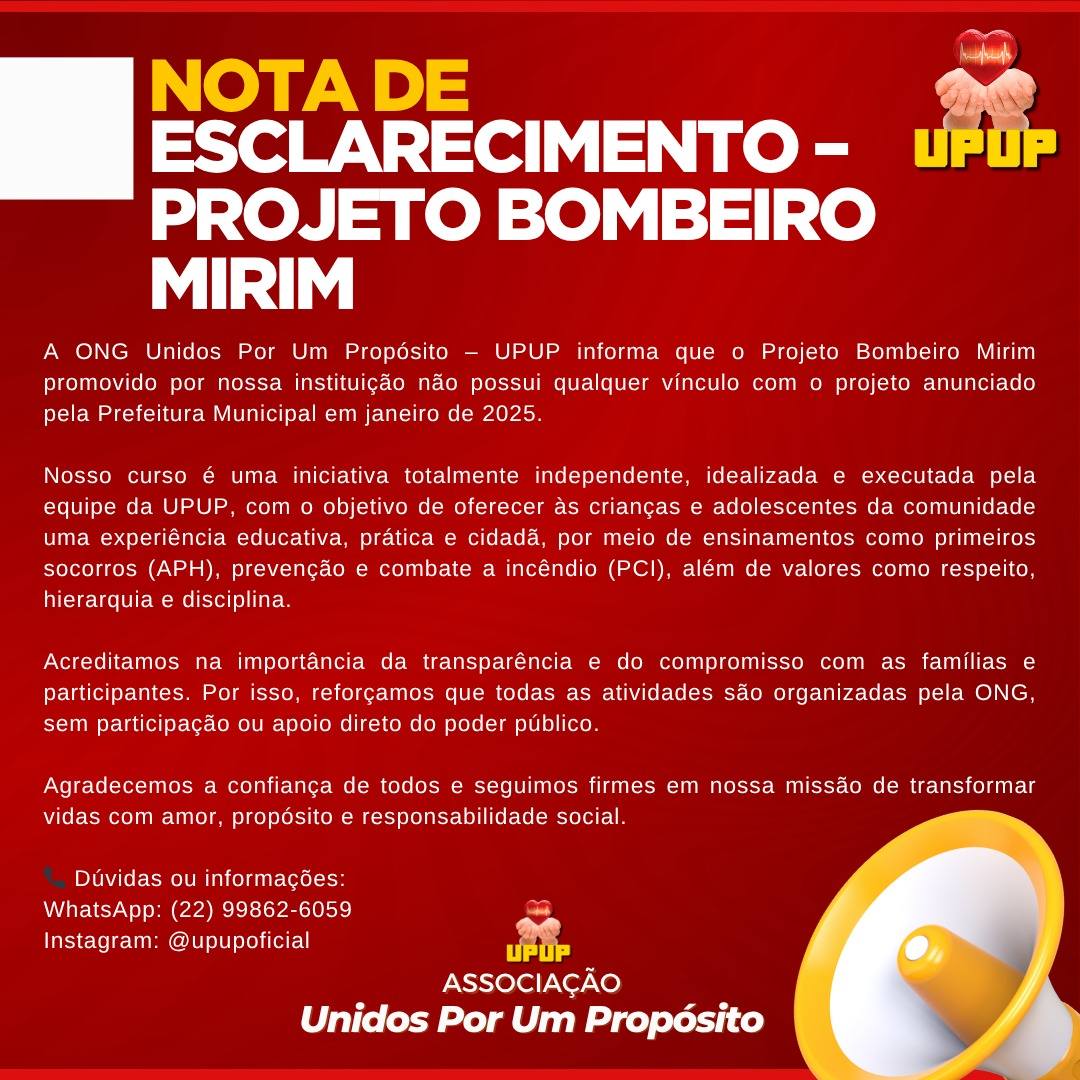 NOTA DE
ESCLARECIMENTO –
PROJETO BOMBEIRO
MIRIM
UPUP
A ONG Unidos Por Um Propósito – UPUP informa que o Projeto Bombeiro Mirim
promovido por nossa instituição não possui qualquer vínculo com o projeto anunciado
pela Prefeitura Municipal em janeiro de 2025.
Nosso curso é uma iniciativa totalmente independente, idealizada e executada pela
equipe da UPUP, com o objetivo de oferecer às crianças e adolescentes da comunidade
uma experiência educativa, prática e cidadã, por meio de ensinamentos como primeiros
socorros (APH), prevenção e combate a incêndio (PCI), além de valores como respeito,
hierarquia e disciplina.
Acreditamos na importância da transparência e do compromisso com as famílias e
participantes. Por isso, reforçamos que todas as atividades são organizadas pela ONG,
sem participação ou apoio direto do poder público.
Agradecemos a confiança de todos e seguimos firmes em nossa missão de transformar
vidas com amor, propósito e responsabilidade social.
📞 Dúvidas ou informações:
WhatsApp: (22) 99862-6059
Instagram: @upupoficial
UPUP
ASSOCIAÇÃO
Unidos Por Um Propósito